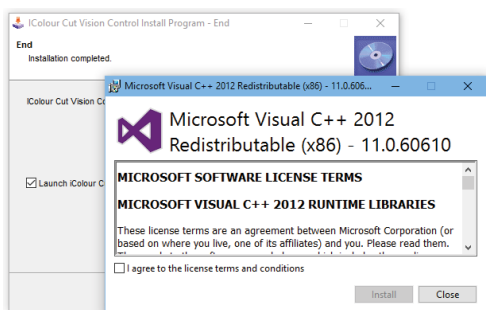 IColour Cut Vision Control Install Program - End
End
Installation completed.
IColour Cut Vision Co
Launch iColour C
Microsoft Visual C++ 2012 Redistributable (x86) - 11.0.606...
Microsoft Visual C++ 2012
Redistributable (x86) - 11.0.60610
MICROSOFT SOFTWARE LICENSE TERMS
MICROSOFT VISUAL C++ 2012 RUNTIME LIBRARIES
These license terms are an agreement between Microsoft Corporation (or
based on where you live, one of its affiliates) and you. Please read them.
I agree to the license terms and conditions
Install
Close